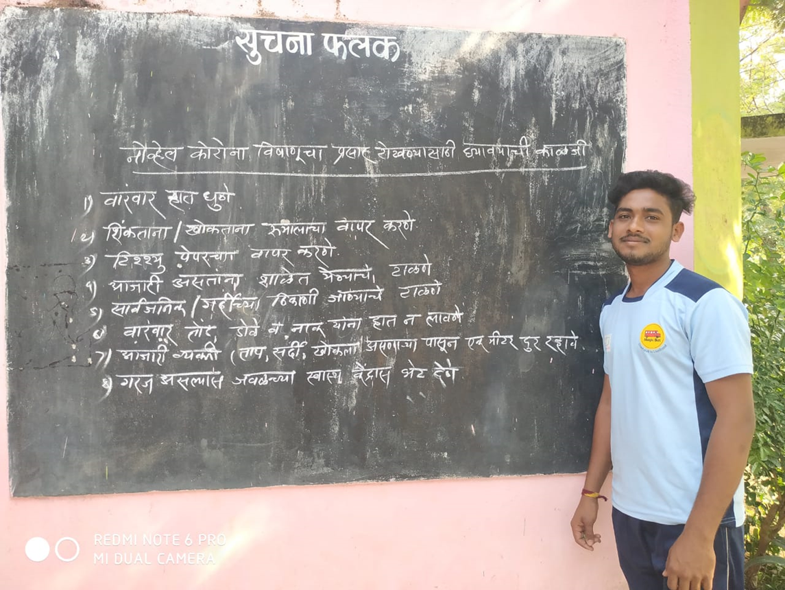 सुचना फलक
नोव्हेल कोरोना विषाणूचा प्रसार रोखण्यासाठी घ्यावयाची काळजी
१) वारंवार हात धुणे.
२) शिंकताना / खोकताना रूमालाचा वापर करणे
३) टिश्श्यु पेपरचा वापर करणे.
४) आजारी असतांना शाळेत येण्याचे, टाळणे
५) सार्वजनिक / गर्दीच्या ठिकाणी जाण्याचे टाळणे
६) वारंवार तोंड डोळे व नाक यांना हात न लावणे
७) आजारी व्यक्ती (ताप, सर्दी, खोकला) असणाऱ्या पासून एक मीटर दुर रहाने
८) गरज असल्यास जवळच्या स्वास्थ केंद्रास भेट देणे
REDMI NOTE 6 PRO
MI DUAL CAMERA